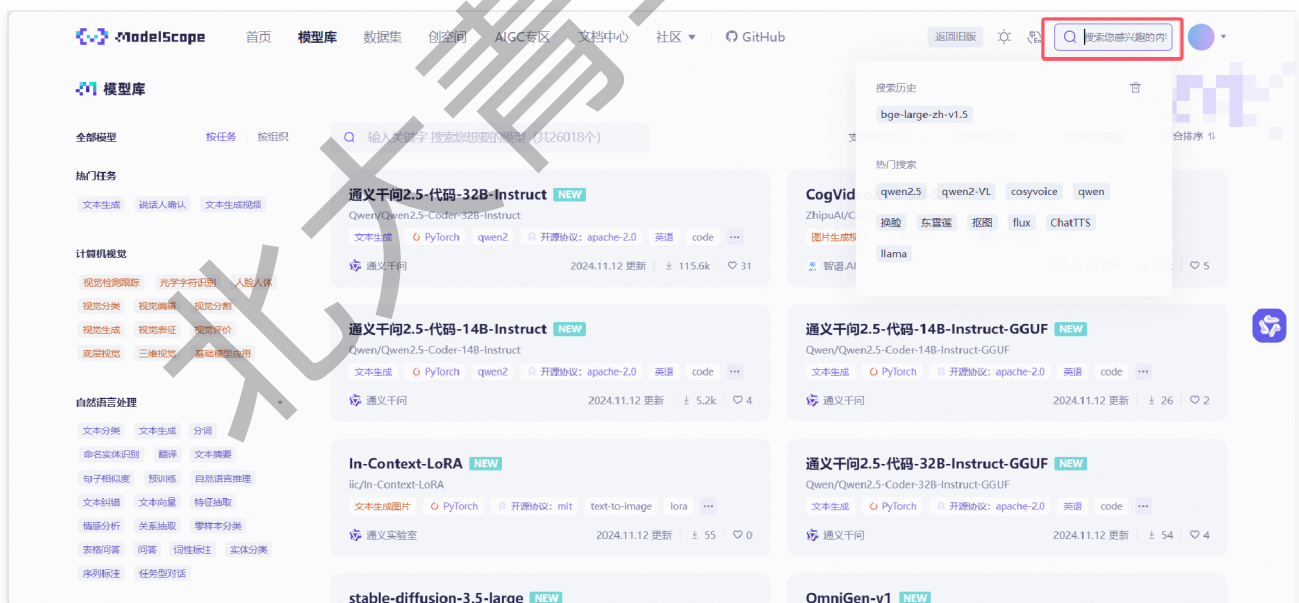 ModelScope 首页 模型库 数据集 创空间 AIGC专区 文档中心 社区 GitHub 返回旧版 搜索您感兴趣的内
模型库
全部模型 按任务 按组织
输入关键字 搜索您想要的模型 (共26018个)
合排序
热门任务
文本生成 说话人确认 文本生成视频
计算机视觉
视觉检测跟踪 光学字符识别 人脸人体
视觉分类 视觉编辑 视觉分割
视觉生成 视觉表征 视觉评价
底层视觉 三维视觉 基础模型应用
自然语言处理
文本分类 文本生成 分词
命名实体识别 翻译 文本摘要
句子相似度 预训练 自然语言推理
文本纠错 文本向量 特征抽取
情感分析 关系抽取 零样本分类
表格问答 问答 词性标注 实体分类
序列标注 任务型对话
通义千问2.5-代码-32B-Instruct NEW
Qwen/Qwen2.5-Coder-32B-Instruct
文本生成 PyTorch qwen2 开源协议：apache-2.0 英语 code ...
通义千问 2024.11.12 更新 115.6k 31
CogVide
ZhipuAI/C
图片生成视
智谱.AI 5
搜索历史
bge-large-zh-v1.5
热门搜索
qwen2.5 qwen2-VL cosyvoice qwen
换脸 东雪莲 抠图 flux ChatTTS
llama
通义千问2.5-代码-14B-Instruct NEW
Qwen/Qwen2.5-Coder-14B-Instruct
文本生成 PyTorch qwen2 开源协议：apache-2.0 英语 code ...
通义千问 2024.11.12 更新 5.2k 4
通义千问2.5-代码-14B-Instruct-GGUF NEW
Qwen/Qwen2.5-Coder-14B-Instruct-GGUF
文本生成 PyTorch 开源协议：apache-2.0 英语 code ...
通义千问 2024.11.12 更新 26 2
In-Context-LoRA NEW
iic/In-Context-LoRA
文本生成图片 PyTorch 开源协议：mit text-to-image lora ...
通义实验室 2024.11.12 更新 55 0
通义千问2.5-代码-32B-Instruct-GGUF NEW
Qwen/Qwen2.5-Coder-32B-Instruct-GGUF
文本生成 PyTorch 开源协议：apache-2.0 英语 code ...
通义千问 2024.11.12 更新 54 4
stable-diffusion-3.5-large NEW
OmniGen-v1 NEW
北大青